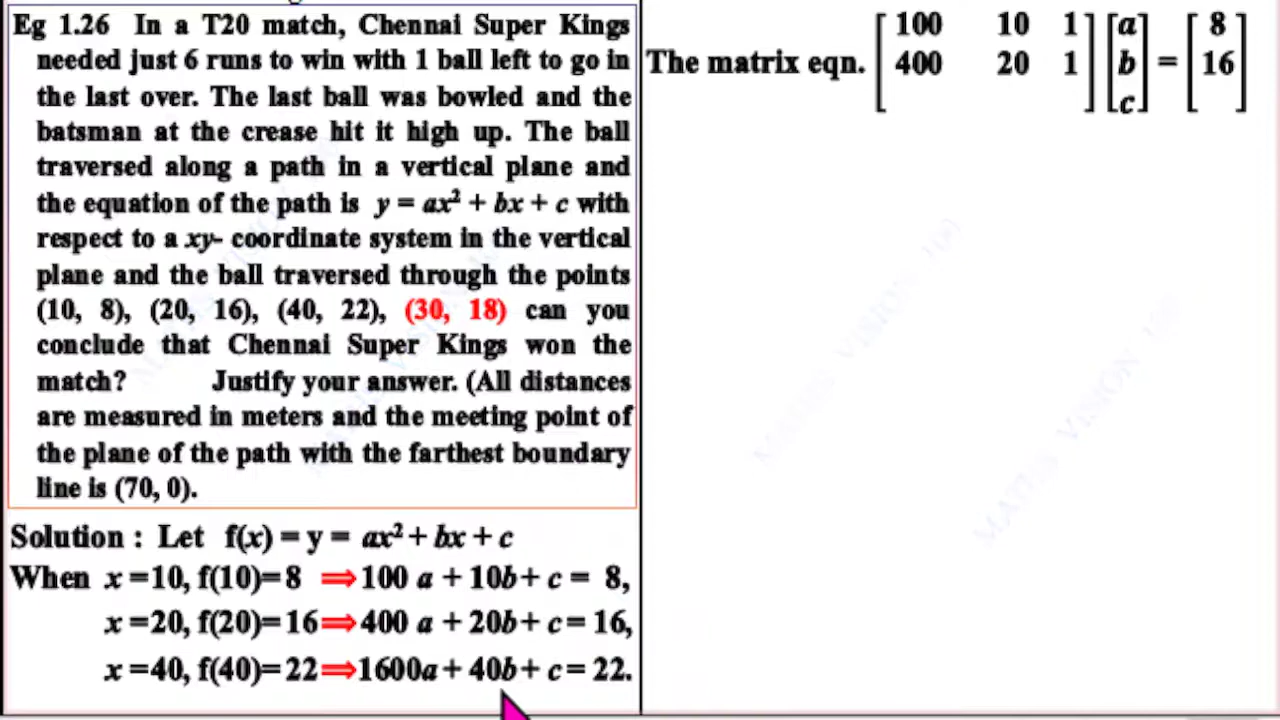 Eg 1.26 In a T20 match, Chennai Super Kings
needed just 6 runs to win with 1 ball left to go in
the last over. The last ball was bowled and the
batsman at the crease hit it high up. The ball
traversed along a path in a vertical plane and
the equation of the path is y = ax² + bx + c with
respect to a xy- coordinate system in the vertical
plane and the ball traversed through the points
(10, 8), (20, 16), (40, 22), (30, 18) can you
conclude that Chennai Super Kings won the
match? Justify your answer. (All distances
are measured in meters and the meeting point of
the plane of the path with the farthest boundary
line is (70, 0).
Solution : Let f(x) = y = ax² + bx + c
When x =10, f(10)= 8 ⟹ 100 a + 10b + c = 8,
x =20, f(20)= 16 ⟹ 400 a + 20b + c = 16,
x =40, f(40)= 22 ⟹ 1600a + 40b + c = 22.
100 10 1 a 8
The matrix eqn. 400 20 1 b = 16
c
MATHS VISION
MATHS VISION